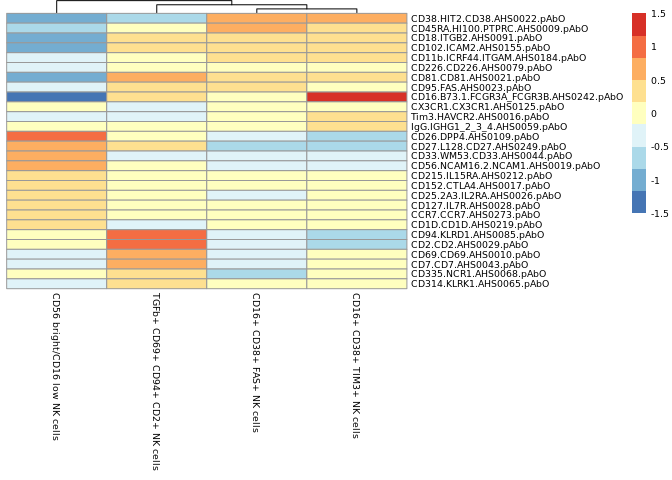 CD38.HIT2.CD38.AHS0022.pAbO
CD45RA.HI100.PTPRC.AHS0009.pAbO
CD18.ITGB2.AHS0091.pAbO
CD102.ICAM2.AHS0155.pAbO
CD11b.ICRF44.ITGAM.AHS0184.pAbO
CD226.CD226.AHS0079.pAbO
CD81.CD81.AHS0021.pAbO
CD95.FAS.AHS0023.pAbO
CD16.B73.1.FCGR3A_FCGR3B.AHS0242.pAbO
CX3CR1.CX3CR1.AHS0125.pAbO
Tim3.HAVCR2.AHS0016.pAbO
IgG.IGHG1_2_3_4.AHS0059.pAbO
CD26.DPP4.AHS0109.pAbO
CD27.L128.CD27.AHS0249.pAbO
CD33.WM53.CD33.AHS0044.pAbO
CD56.NCAM16.2.NCAM1.AHS0019.pAbO
CD215.IL15RA.AHS0212.pAbO
CD152.CTLA4.AHS0017.pAbO
CD25.2A3.IL2RA.AHS0026.pAbO
CD127.IL7R.AHS0028.pAbO
CCR7.CCR7.AHS0273.pAbO
CD1D.CD1D.AHS0219.pAbO
CD94.KLRD1.AHS0085.pAbO
CD2.CD2.AHS0029.pAbO
CD69.CD69.AHS0010.pAbO
CD7.CD7.AHS0043.pAbO
CD335.NCR1.AHS0068.pAbO
CD314.KLRK1.AHS0065.pAbO
1.5
1
0.5
0
-0.5
-1
-1.5
CD56 bright/CD16 low NK cells
TGFb+ CD69+ CD94+ CD2+ NK cells
CD16+ CD38+ FAS+ NK cells
CD16+ CD38+ TIM3+ NK cells